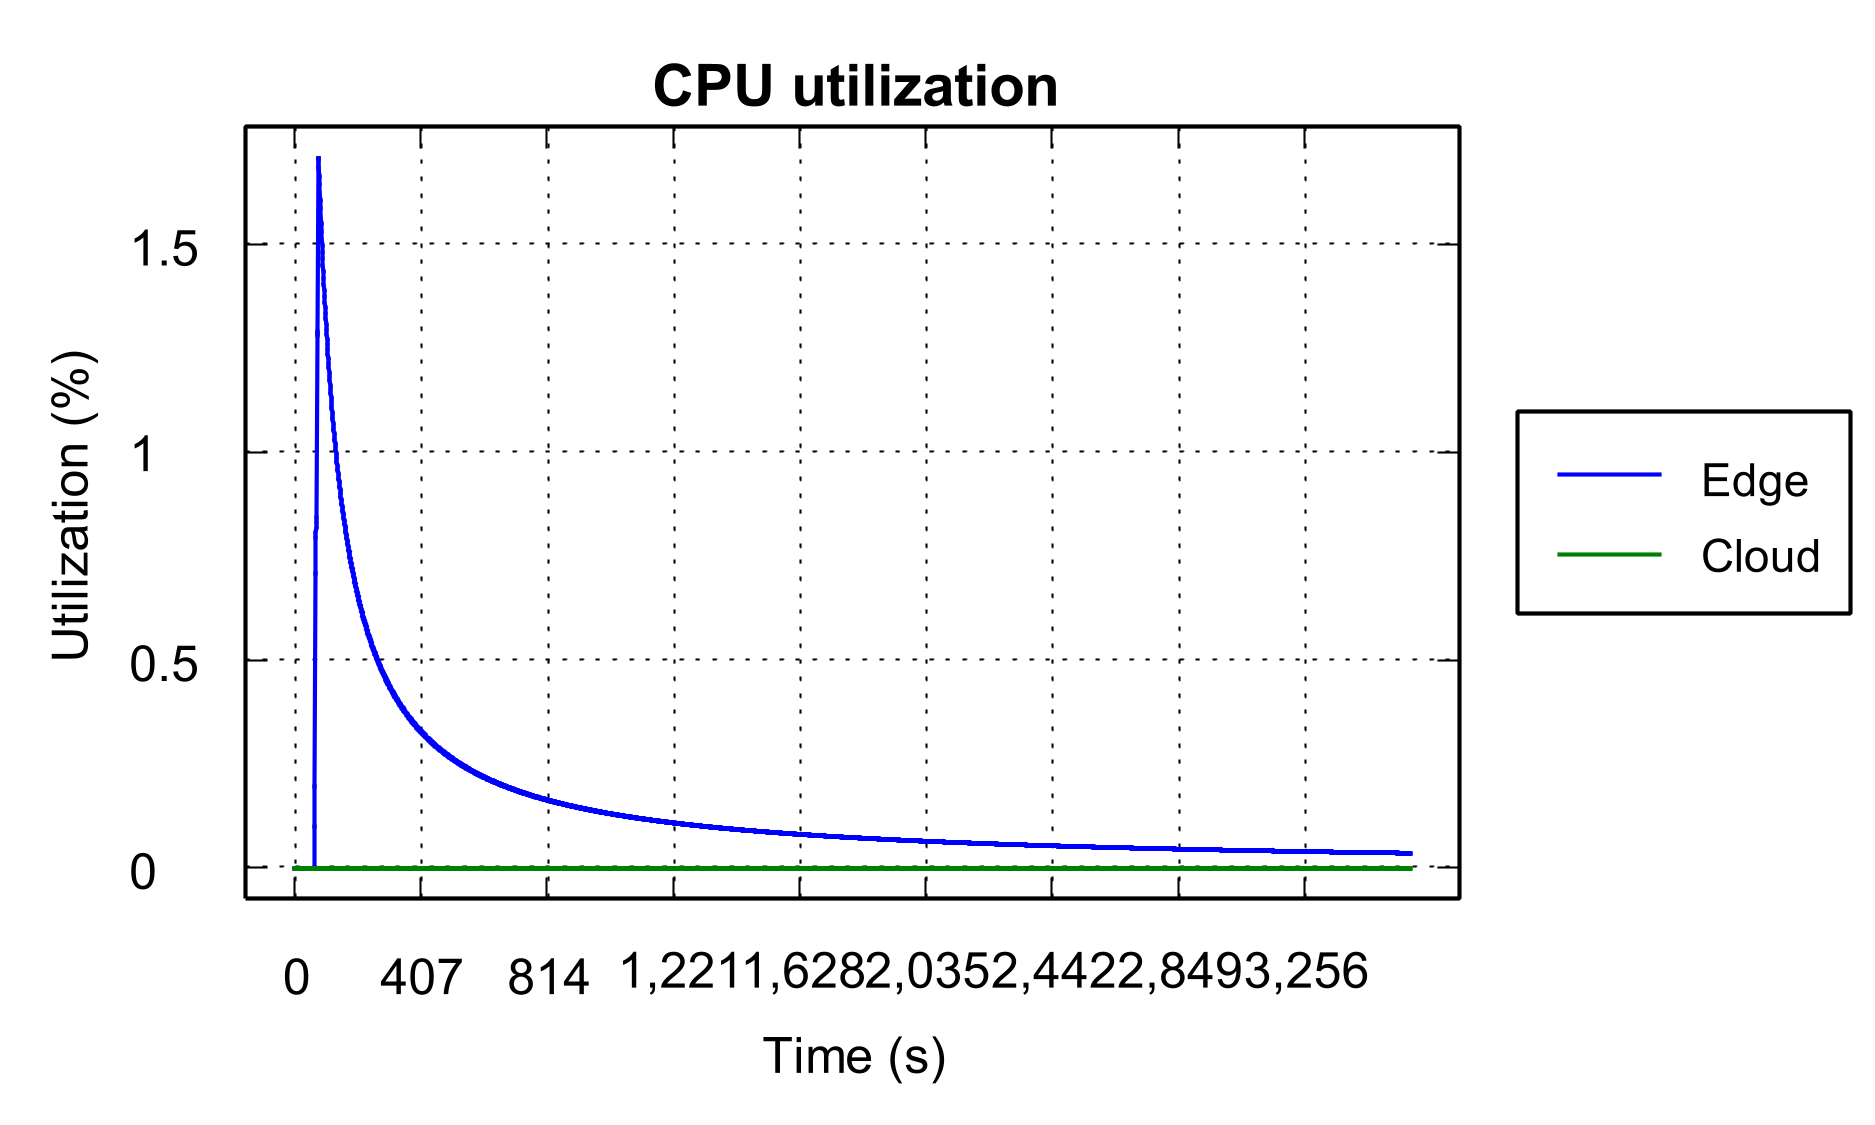 CPU utilization
1.5
1
0.5
0
Utilization (%)
0 407 814 1,2211,6282,0352,4422,8493,256
Time (s)
Edge
Cloud